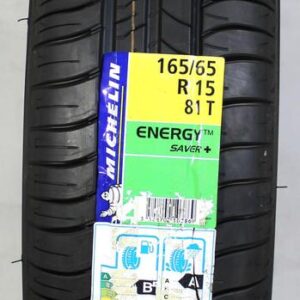 MICHELIN
165/65
R 15
81 T
ENERGY™
SAVER +
B
A